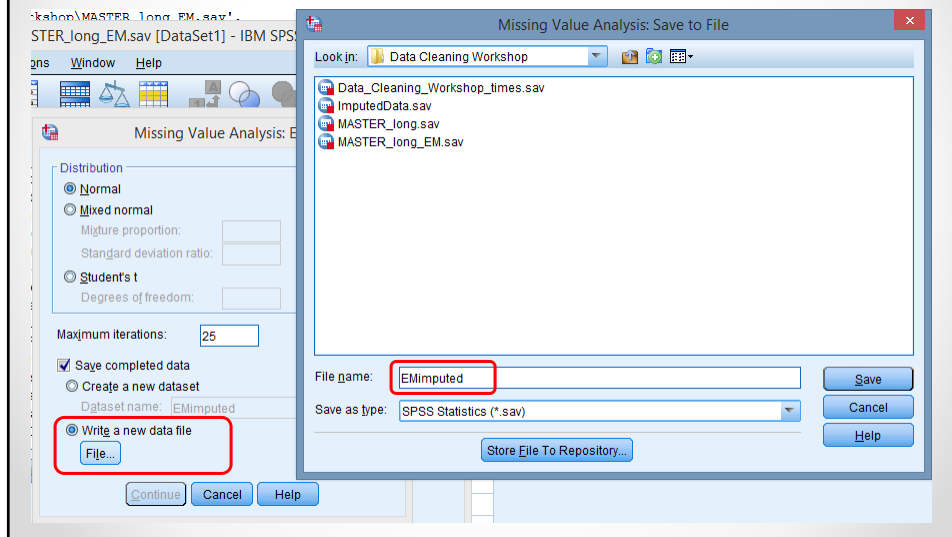 kshop\MASTER_long_EM.sav'.
STER_long_EM.sav [DataSet1] - IBM SPS
ons Window Help
Missing Value Analysis: E
Distribution
Normal
Mixed normal
Mixture proportion:
Standard deviation ratio:
Student's t
Degrees of freedom:
Maximum iterations: 25
Save completed data
Create a new dataset
Dataset name: EMimputed
Write a new data file
File...
Continue Cancel Help
Missing Value Analysis: Save to File
Look in: Data Cleaning Workshop
Data_Cleaning_Workshop_times.sav
ImputedData.sav
MASTER_long.sav
MASTER_long_EM.sav
File name: EMimputed
Save
Save as type: SPSS Statistics (*.sav)
Cancel
Help
Store File To Repository...